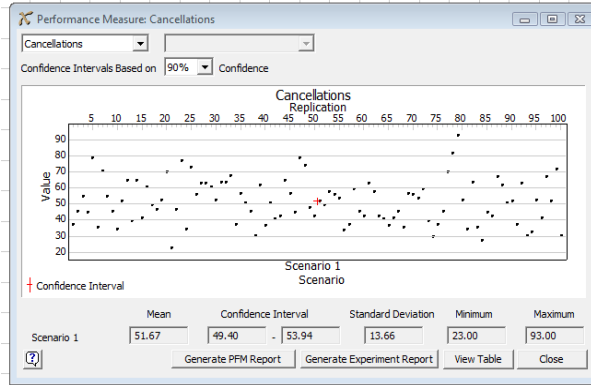 Performance Measure: Cancellations
Cancellations
Confidence Intervals Based on 90% Confidence
Cancellations
Replication
5 10 15 20 25 30 35 40 45 50 55 60 65 70 75 80 85 90 95 100
90
80
70
60
50
40
30
20
Value
Scenario 1
Scenario
Confidence Interval
Mean Confidence Interval Standard Deviation Minimum Maximum
Scenario 1 51.67 49.40 - 53.94 13.66 23.00 93.00
? Generate PFM Report Generate Experiment Report View Table Close